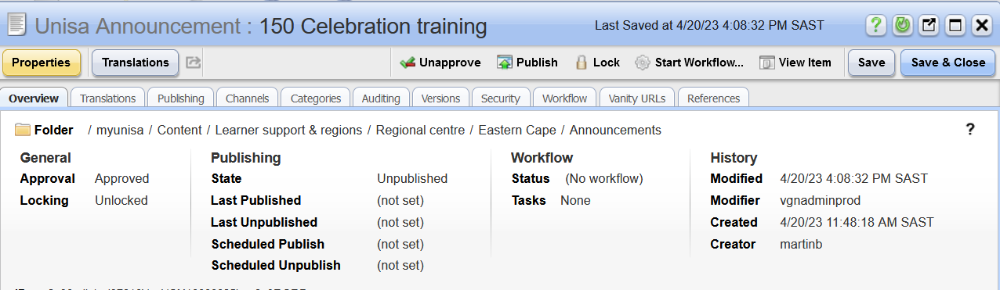 Unisa Announcement : 150 Celebration training
Last Saved at 4/20/23 4:08:32 PM SAST
Properties Translations Unapprove Publish Lock Start Workflow... View Item Save Save & Close
Overview Translations Publishing Channels Categories Auditing Versions Security Workflow Vanity URLs References
Folder / myunisa / Content / Learner support & regions / Regional centre / Eastern Cape / Announcements ?
General
Approval Approved
Locking Unlocked
Publishing
State Unpublished
Last Published (not set)
Last Unpublished (not set)
Scheduled Publish (not set)
Scheduled Unpublish (not set)
Workflow
Status (No workflow)
Tasks None
History
Modified 4/20/23 4:08:32 PM SAST
Modifier vgnadminprod
Created 4/20/23 11:48:18 AM SAST
Creator martinb